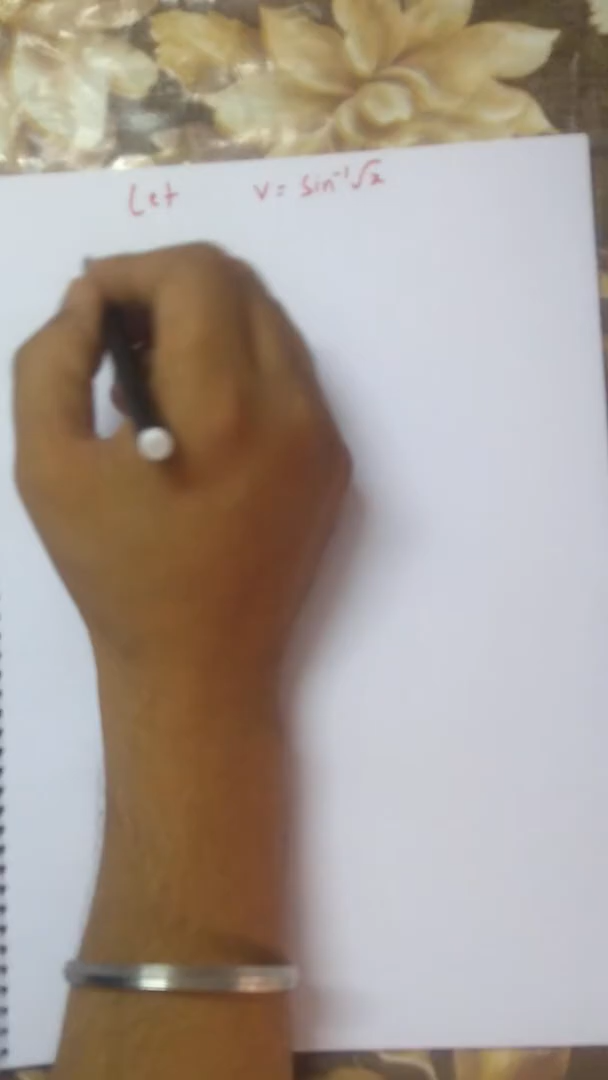 Let v = sin⁻¹√x